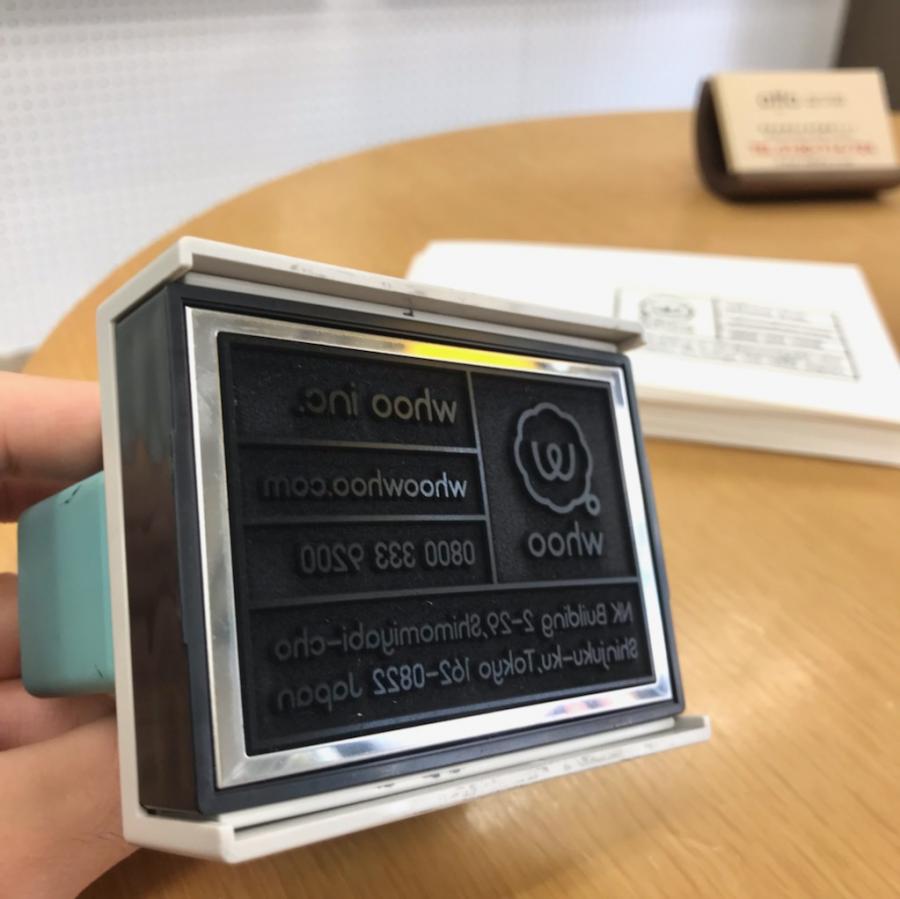 whoo inc.
whoowhoo.com
0800 333 9200
w
whoo
NK Building 2-29,Shimomiyabi-cho
Shinjuku-ku,Tokyo 162-0822 Japan